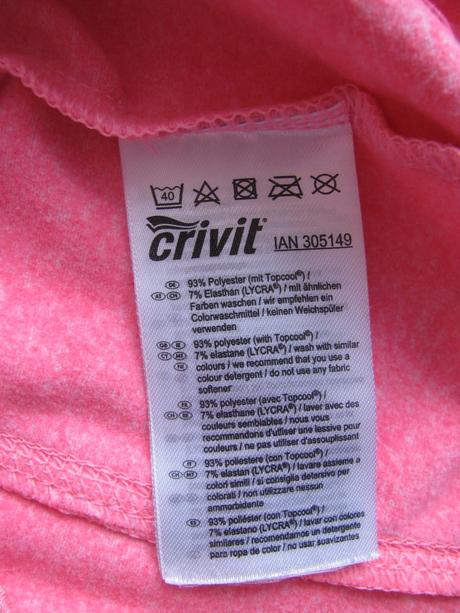 40
crivit® IAN 305149
DE 93% Polyester (mit Topcool®) /
AT CH 7% Elasthan (LYCRA®) / mit ähnlichen
Farben waschen / wir empfehlen ein
Colorwaschmittel / keinen Weichspüler
verwenden
GB IE 93% polyester (with Topcool®) /
CY MT 7% elastane (LYCRA®) / wash with similar
colours / we recommend that you use a
colour detergent / do not use any fabric
softener
FR 93% polyester (avec Topcool®) /
CH BE 7% elasthane (LYCRA®) / laver avec des
couleurs semblables / nous vous
recommandons d'utiliser une lessive pour
couleurs / ne pas utiliser d'assouplissant
IT 93% poliestere (con Topcool®) /
CH MT 7% elastan (LYCRA®) / lavare assieme a
colori simili / si consiglia detersivo per
colorati / non utilizzare nessun
ammorbidente
ES 93% poliéster (con Topcool®) /
7% elastano (LYCRA®) / lavar con colores
similares / recomendamos un detergente
para ropa de color / no usar suavizantes